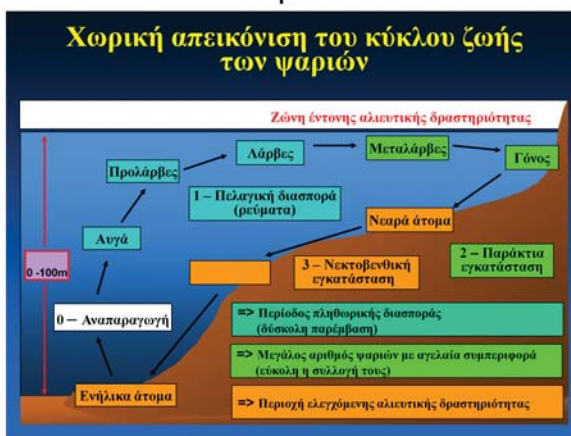 Χωρική απεικόνιση του κύκλου ζωής
των ψαριών
Ζώνη έντονης αλιευτικής δραστηριότητας
Λάρβες
Μεταλάρβες
Γόνος
Προλάρβες
1 – Πελαγική διασπορά
(ρεύματα)
Νεαρά άτομα
Αυγά
2 – Παράκτια
εγκατάσταση
3 – Νεκτοβενθική
εγκατάσταση
0 -100m
0 – Αναπαραγωγή
=> Περίοδος πληθωρικής διασποράς
(δύσκολη παρέμβαση)
=> Μεγάλος αριθμός ψαριών με αγελαία συμπεριφορά
(εύκολη η συλλογή τους)
Ενήλικα άτομα
=> Περιοχή ελεγχόμενης αλιευτικής δραστηριότητας